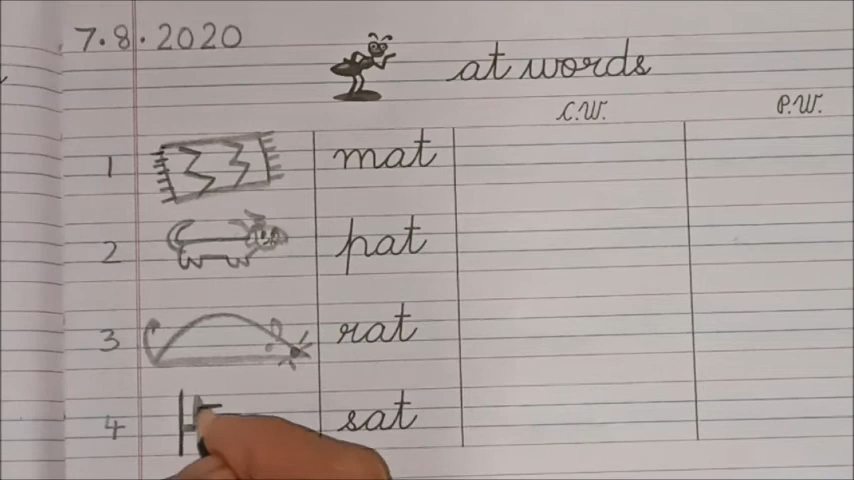 7.8.2020
at words
C.W. P.W.
1 mat
2 pat
3 rat
4 sat